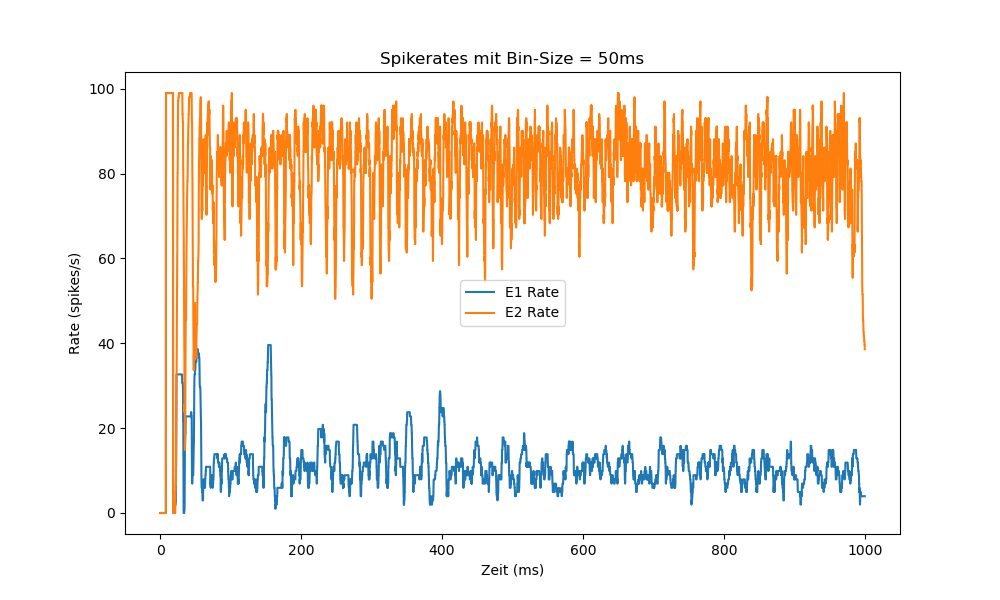 Spikerates mit Bin-Size = 50ms
100
80
60
40
20
0
Rate (spikes/s)
E1 Rate
E2 Rate
0 200 400 600 800 1000
Zeit (ms)